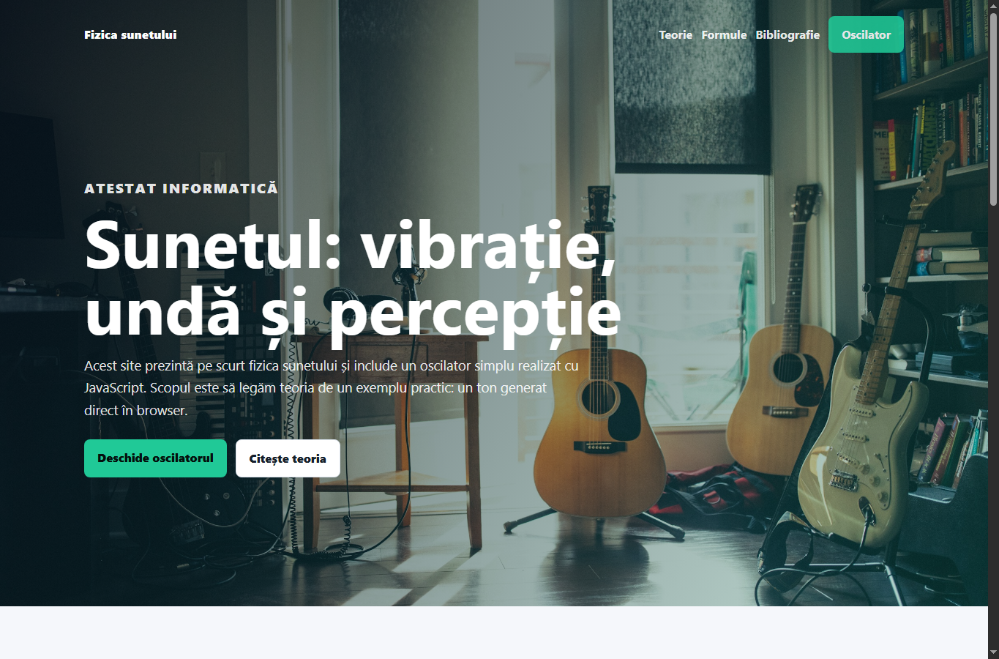 Fizica sunetului
Teorie Formule Bibliografie Oscilator
ATESTAT INFORMATICĂ
Sunetul: vibrație,
undă și percepție
Acest site prezintă pe scurt fizica sunetului și include un oscilator simplu realizat cu
JavaScript. Scopul este să legăm teoria de un exemplu practic: un ton generat
direct în browser.
Deschide oscilatorul Citește teoria